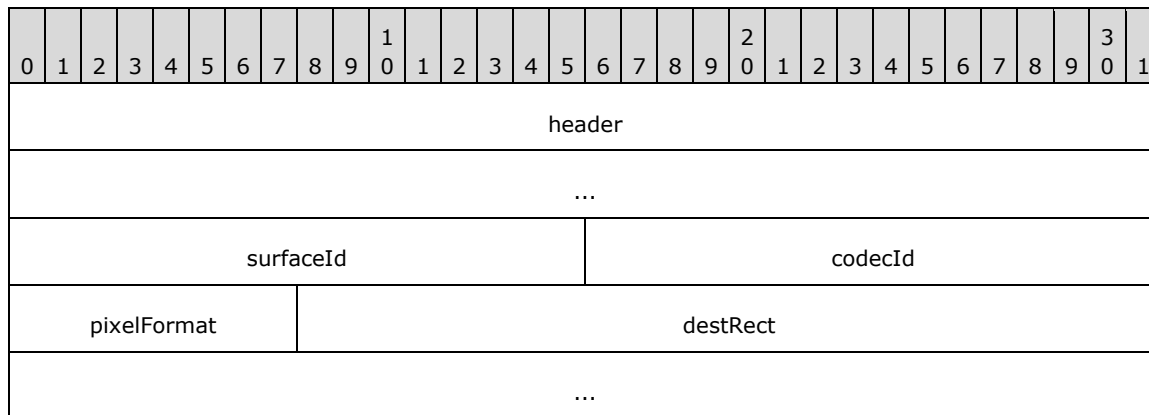 1 2 3
0 1 2 3 4 5 6 7 8 9 0 1 2 3 4 5 6 7 8 9 0 1 2 3 4 5 6 7 8 9 0 1
header
...
surfaceId codecId
pixelFormat destRect
...